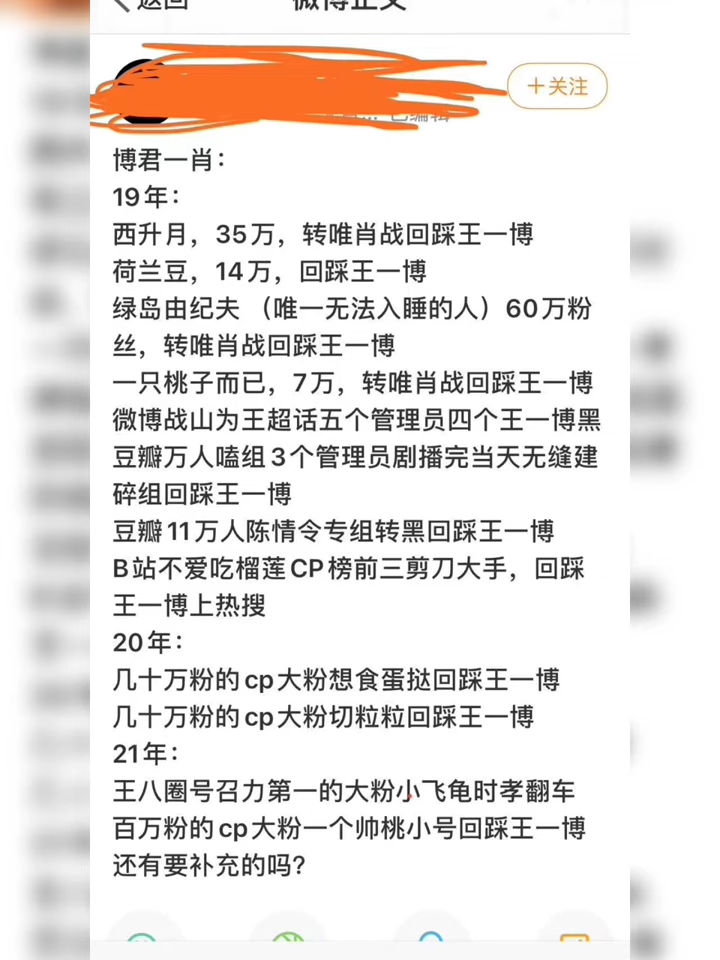 返回
微博正文
+关注
已编辑
博君一肖：
19年：
西升月，35万，转唯肖战回踩王一博
荷兰豆，14万，回踩王一博
绿岛由纪夫 （唯一无法入睡的人）60万粉
丝，转唯肖战回踩王一博
一只桃子而已，7万，转唯肖战回踩王一博
微博战山为王超话五个管理员四个王一博黑
豆瓣万人嗑组3个管理员剧播完当天无缝建
碎组回踩王一博
豆瓣11万人陈情令专组转黑回踩王一博
B站不爱吃榴莲CP榜前三剪刀大手，回踩
王一博上热搜
20年：
几十万粉的cp大粉想食蛋挞回踩王一博
几十万粉的cp大粉切粒粒回踩王一博
21年：
王八圈号召力第一的大粉小飞龟时孝翻车
百万粉的cp大粉一个帅桃小号回踩王一博
还有要补充的吗?